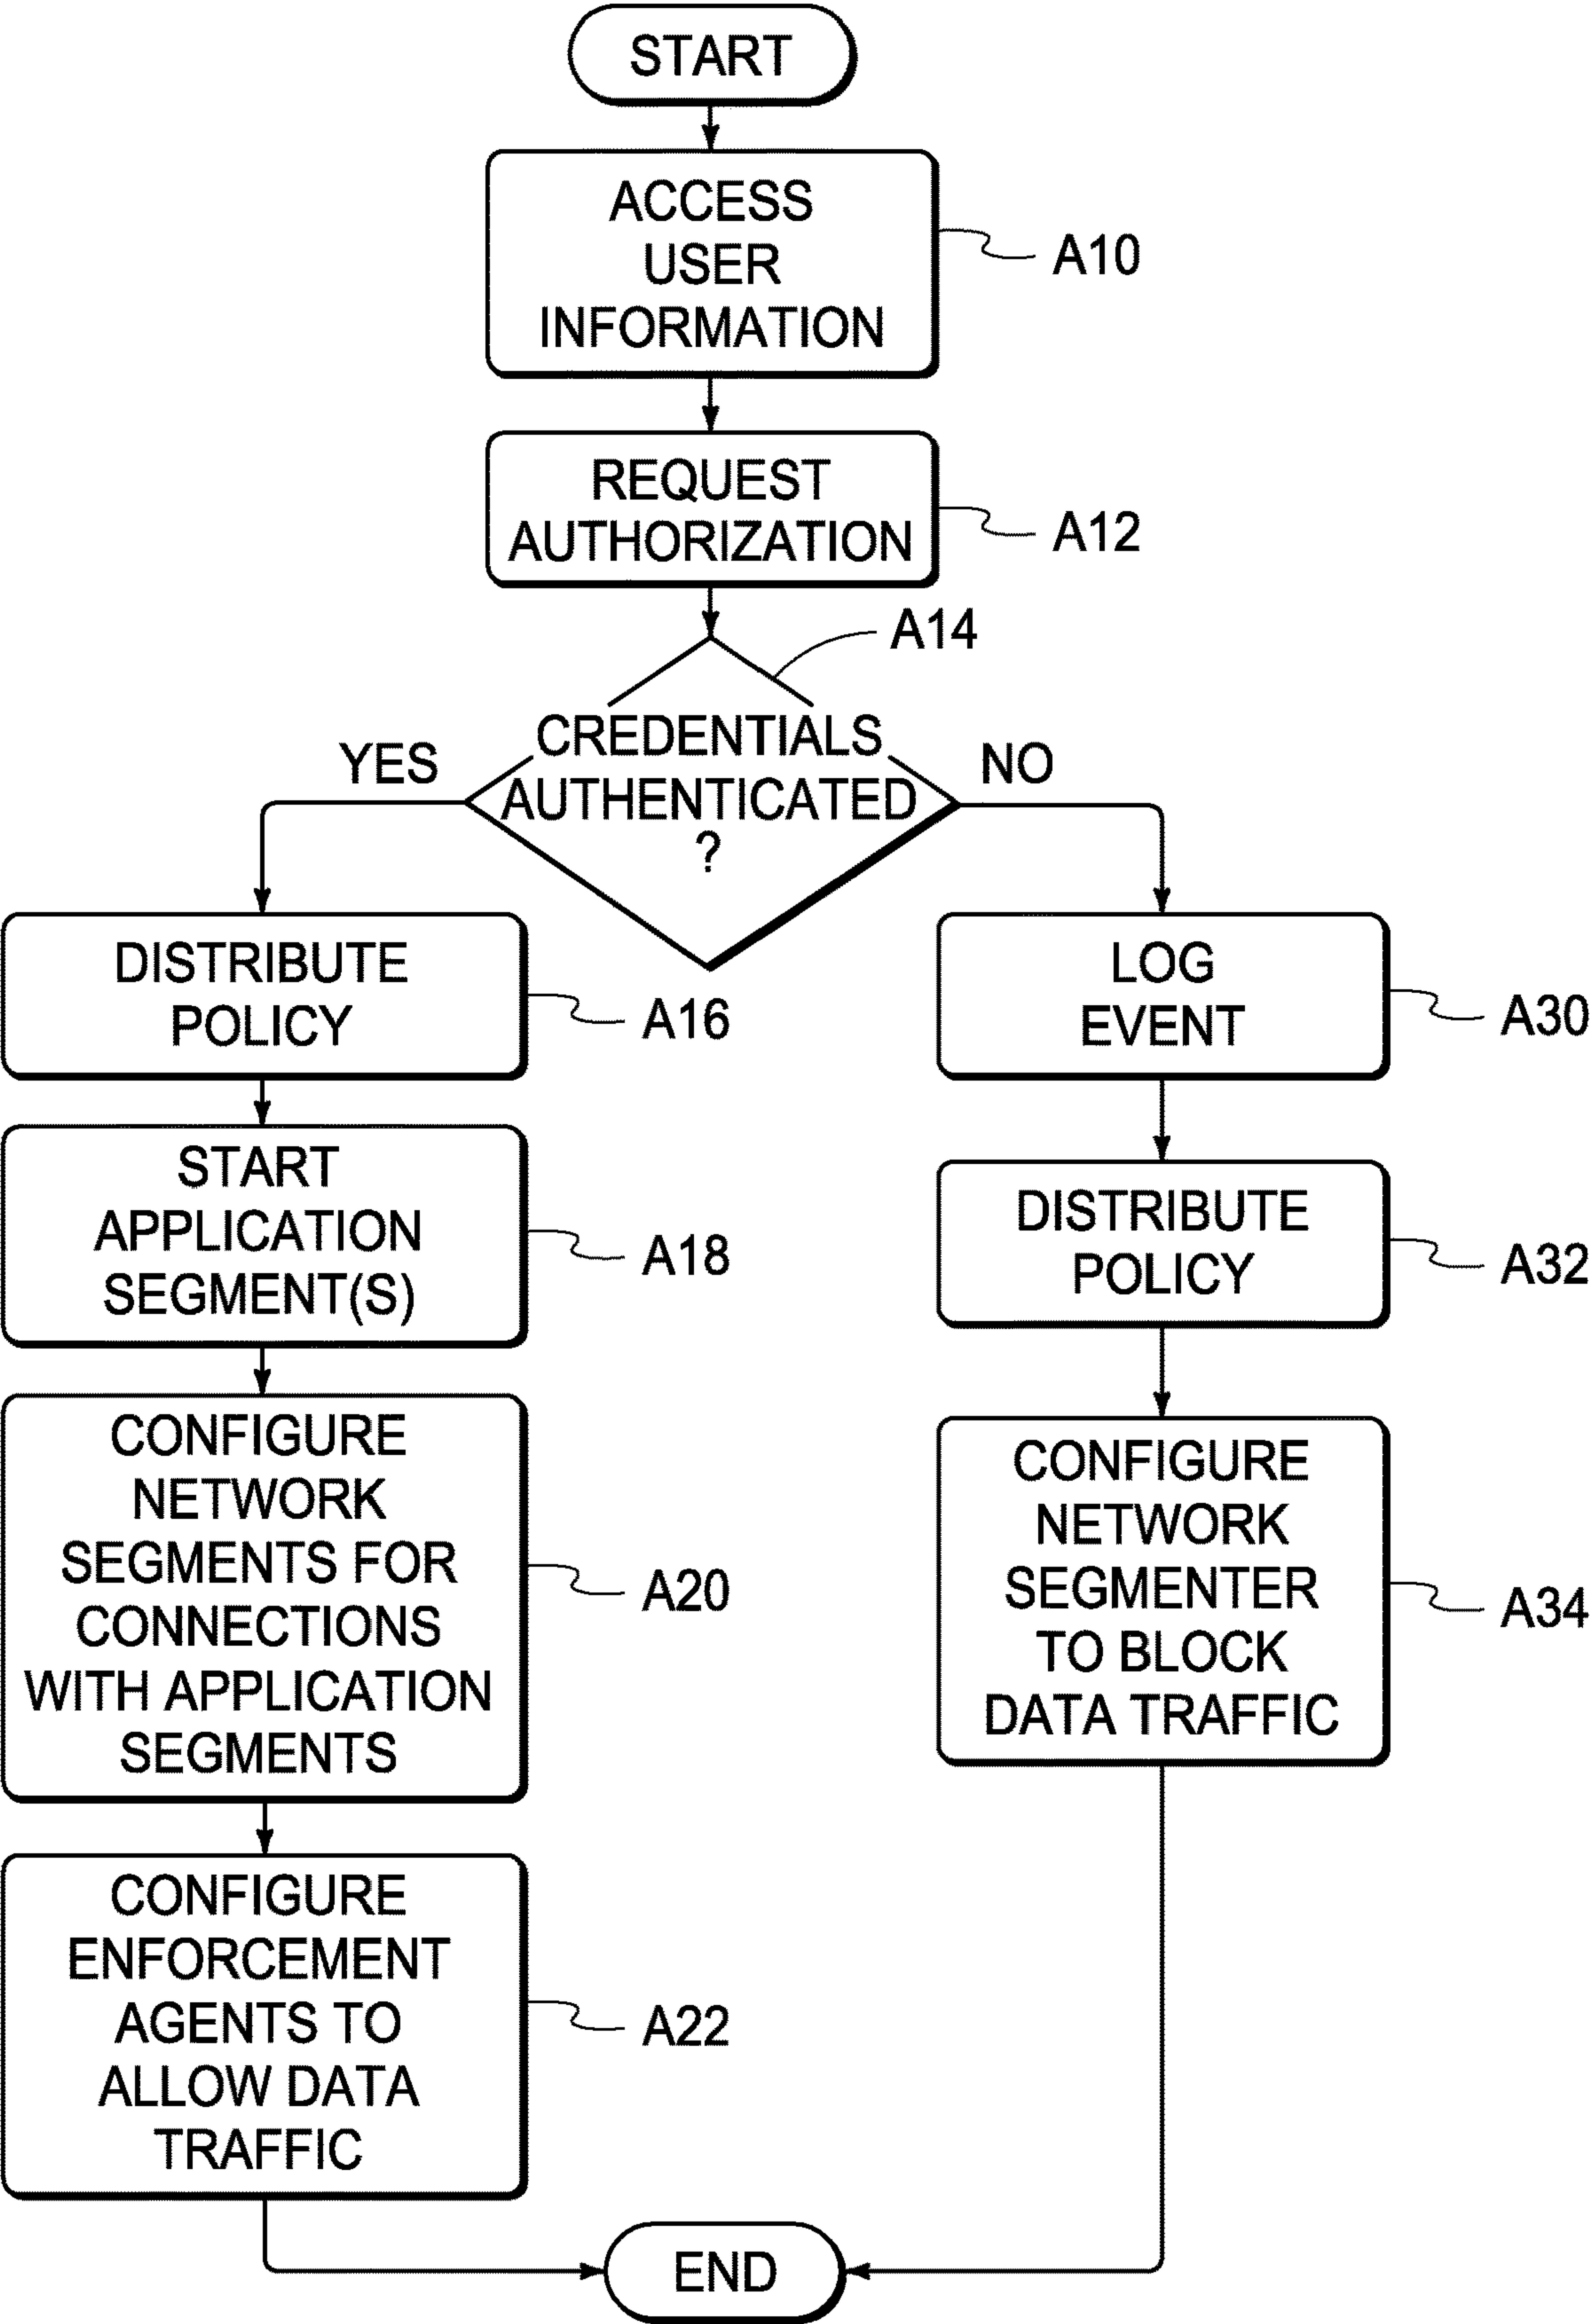 START
ACCESS
USER
INFORMATION
A10
REQUEST
AUTHORIZATION
A12
A14
CREDENTIALS
AUTHENTICATED
?
YES
NO
DISTRIBUTE
POLICY
A16
START
APPLICATION
SEGMENT(S)
A18
CONFIGURE
NETWORK
SEGMENTS FOR
CONNECTIONS
WITH APPLICATION
SEGMENTS
A20
CONFIGURE
ENFORCEMENT
AGENTS TO
ALLOW DATA
TRAFFIC
A22
LOG
EVENT
A30
DISTRIBUTE
POLICY
A32
CONFIGURE
NETWORK
SEGMENTER
TO BLOCK
DATA TRAFFIC
A34
END